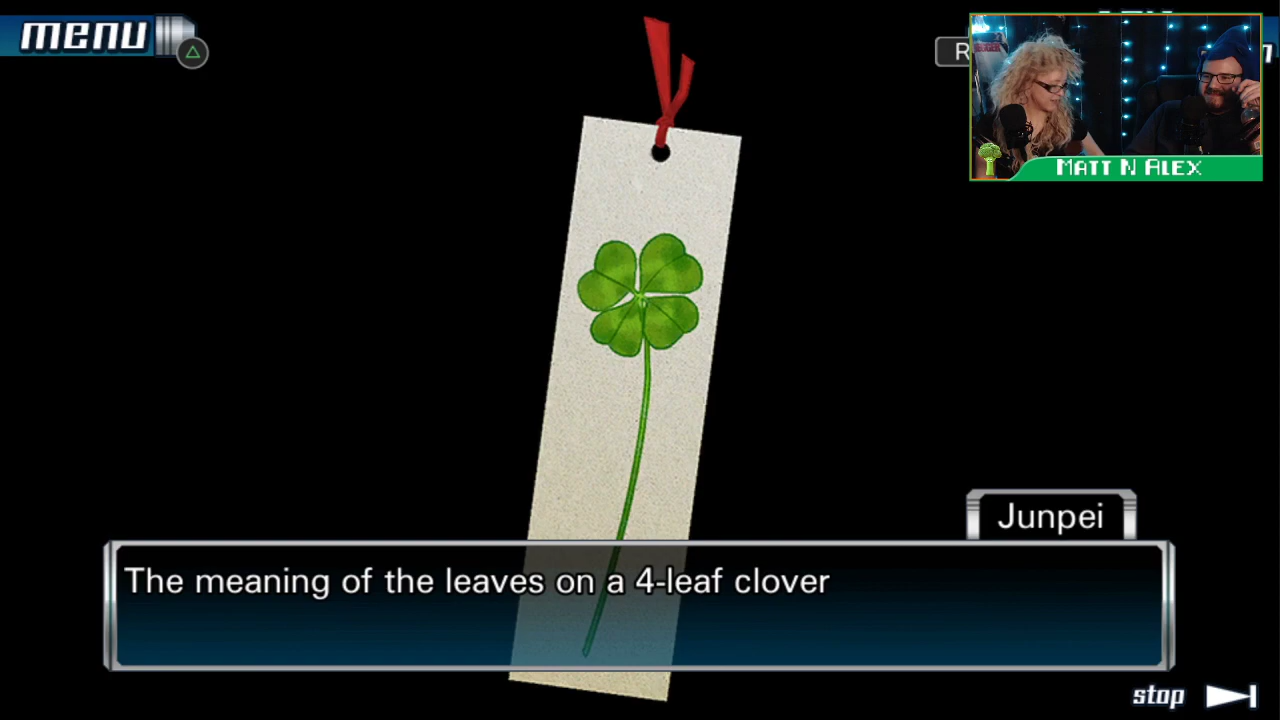 menu
R
MATT N ALEX
Junpei
The meaning of the leaves on a 4-leaf clover
stop